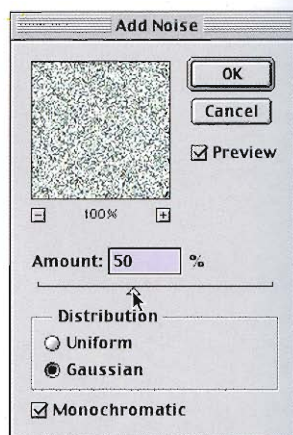 Add Noise
OK
Cancel
Preview
100%
Amount: 50 %
Distribution
Uniform
Gaussian
Monochromatic